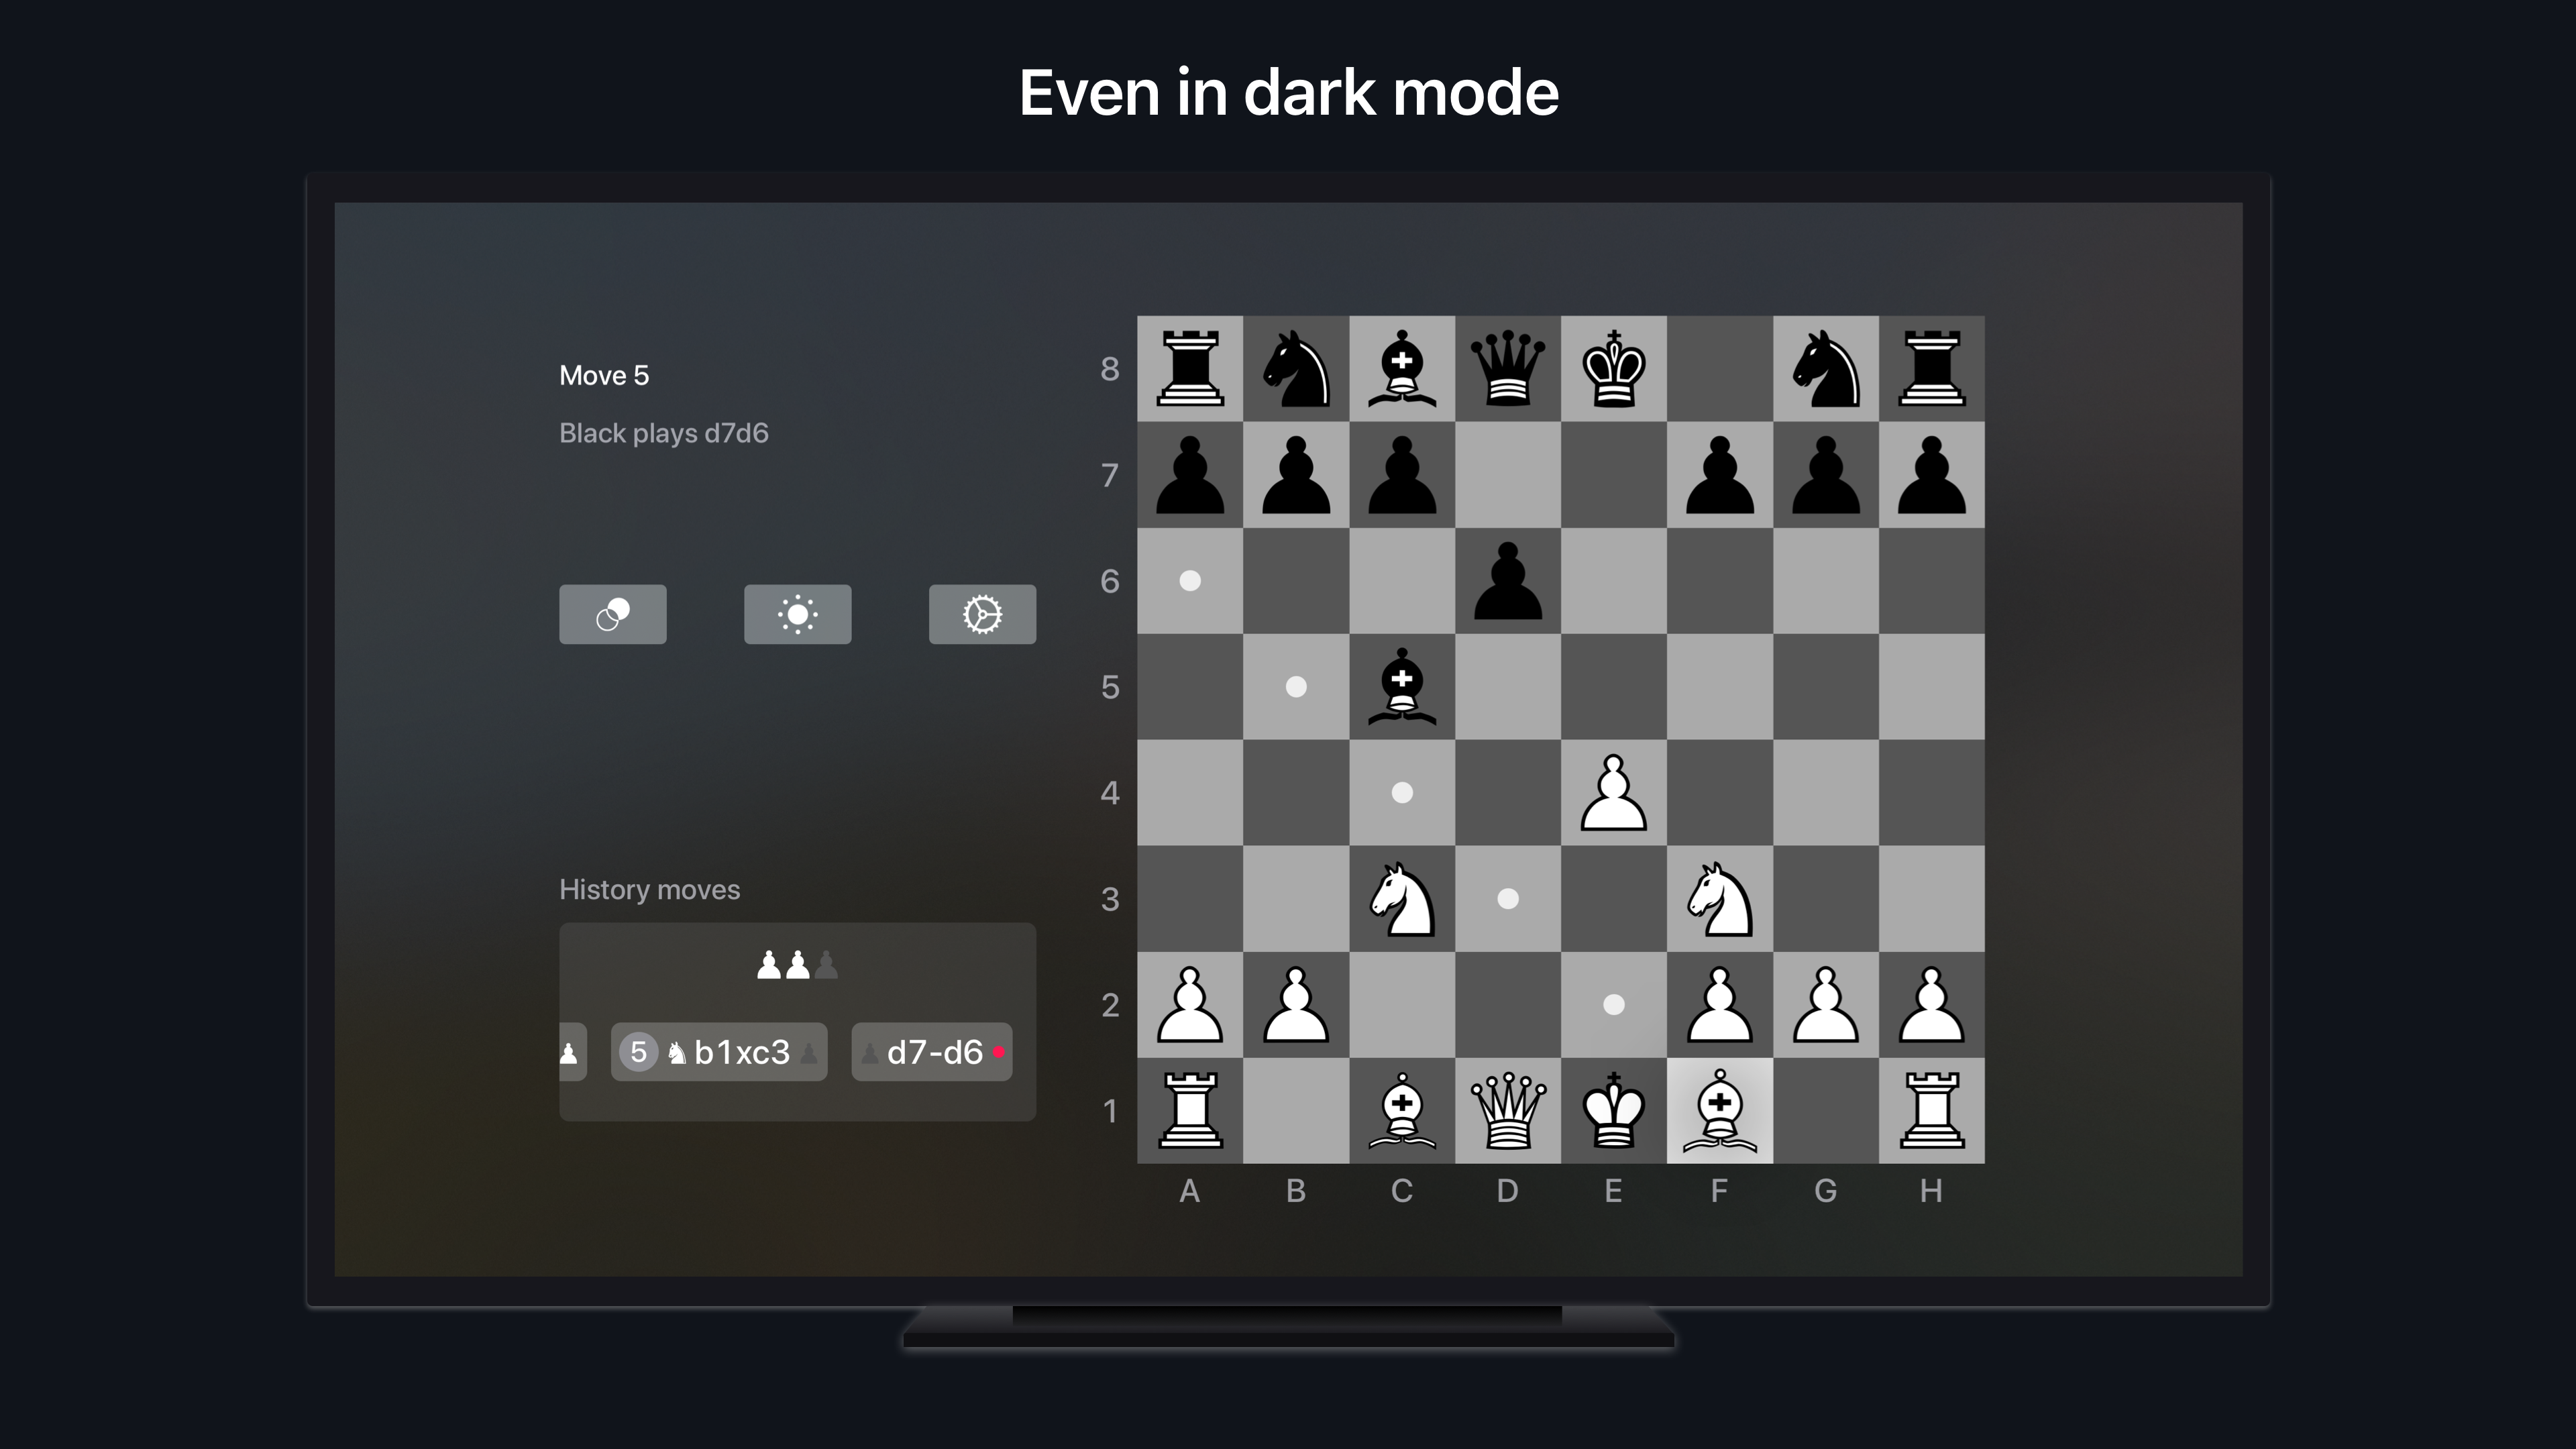 Even in dark mode
Move 5
Black plays d7d6
8
7
6
5
4
3
2
1
History moves
5 b1xc3
d7-d6
A B C D E F G H